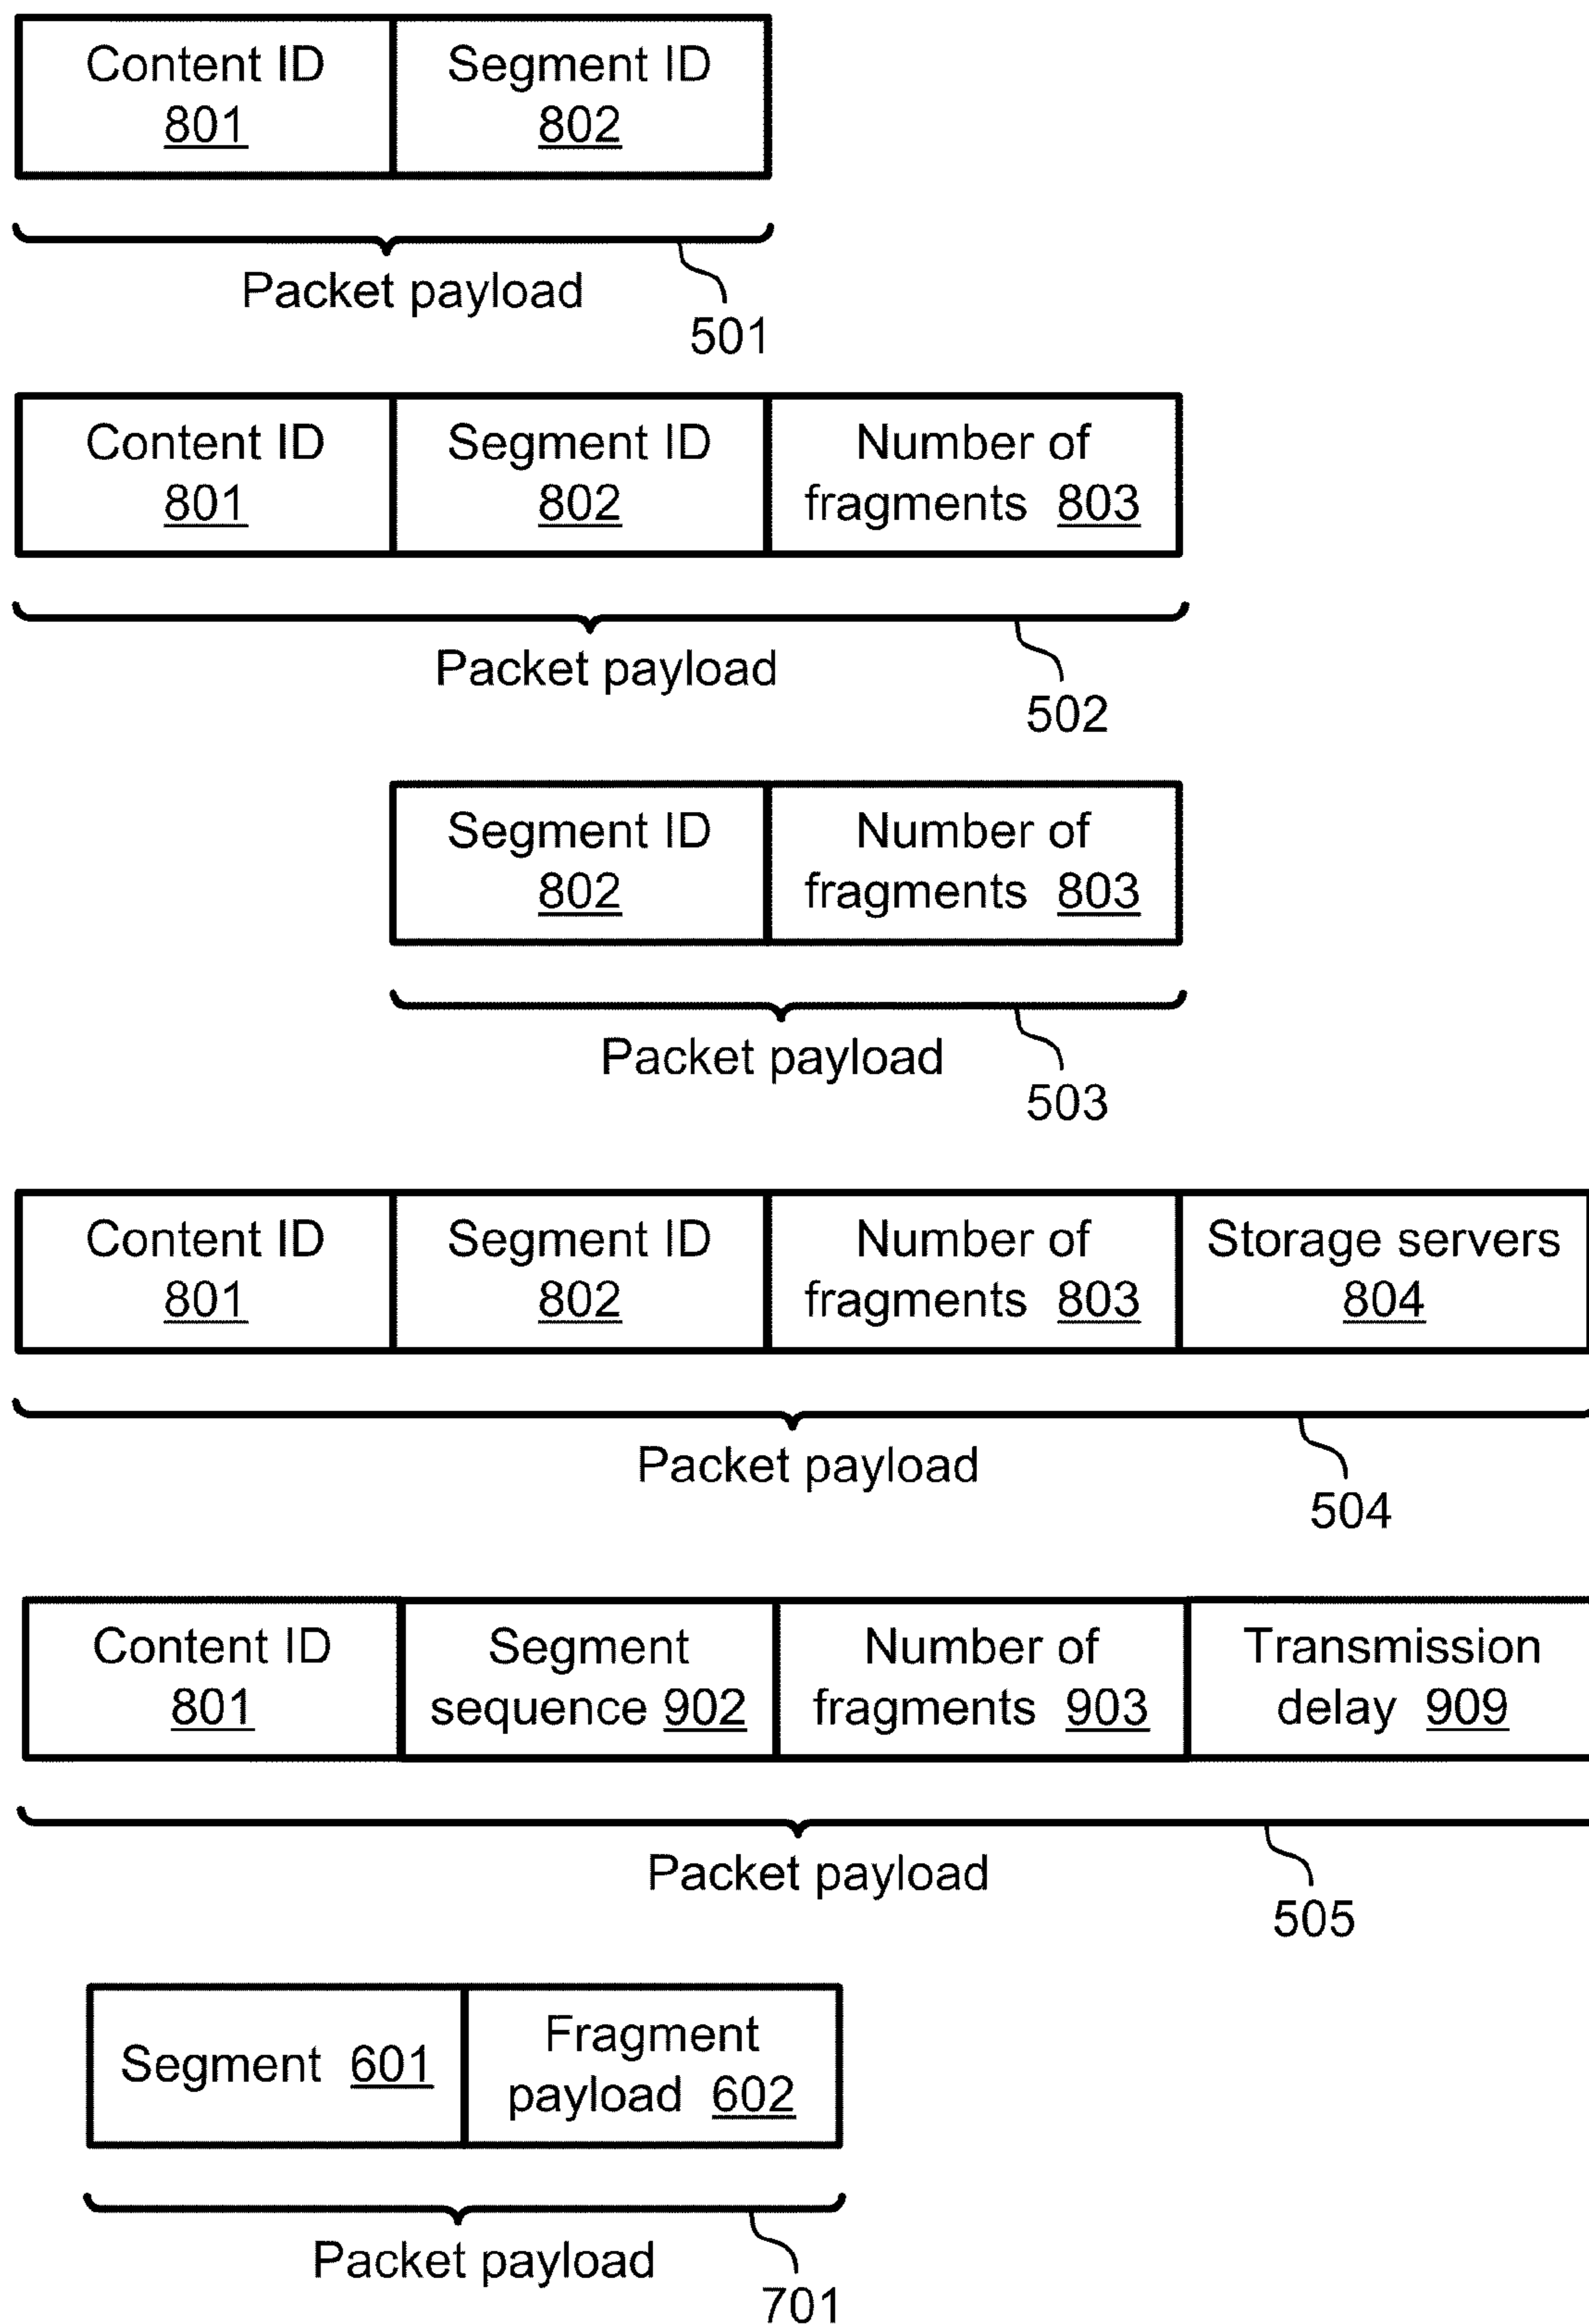 Content ID Segment ID
801 802
Packet payload
501
Content ID Segment ID Number of
801 802 fragments 803
Packet payload
502
Segment ID Number of
802 fragments 803
Packet payload
503
Content ID Segment ID Number of Storage servers
801 802 fragments 803 804
Packet payload
504
Content ID Segment Number of Transmission
801 sequence 902 fragments 903 delay 909
Packet payload
505
Segment 601 Fragment
payload 602
Packet payload
701